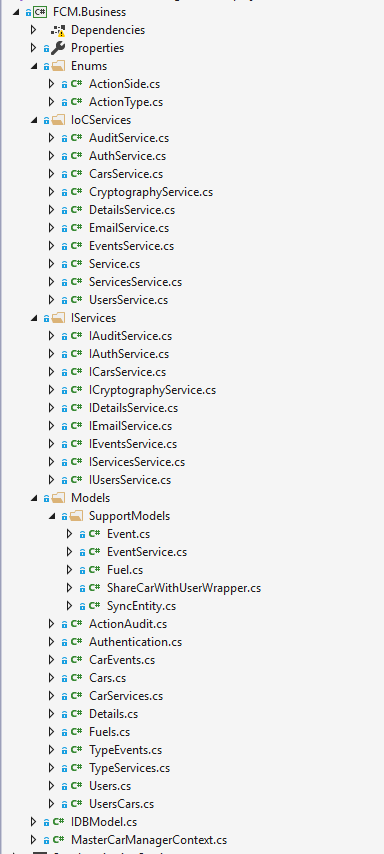 FCM.Business
Dependencies
Properties
Enums
C# ActionSide.cs
C# ActionType.cs
IoCServices
C# AuditService.cs
C# AuthService.cs
C# CarsService.cs
C# CryptographyService.cs
C# DetailsService.cs
C# EmailService.cs
C# EventsService.cs
C# Service.cs
C# ServicesService.cs
C# UsersService.cs
IServices
C# IAuditService.cs
C# IAuthService.cs
C# ICarsService.cs
C# ICryptographyService.cs
C# IDetailsService.cs
C# IEmailService.cs
C# IEventsService.cs
C# IServicesService.cs
C# IUsersService.cs
Models
SupportModels
C# Event.cs
C# EventService.cs
C# Fuel.cs
C# ShareCarWithUserWrapper.cs
C# SyncEntity.cs
C# ActionAudit.cs
C# Authentication.cs
C# CarEvents.cs
C# Cars.cs
C# CarServices.cs
C# Details.cs
C# Fuels.cs
C# TypeEvents.cs
C# TypeServices.cs
C# Users.cs
C# UsersCars.cs
C# IDBModel.cs
C# MasterCarManagerContext.cs